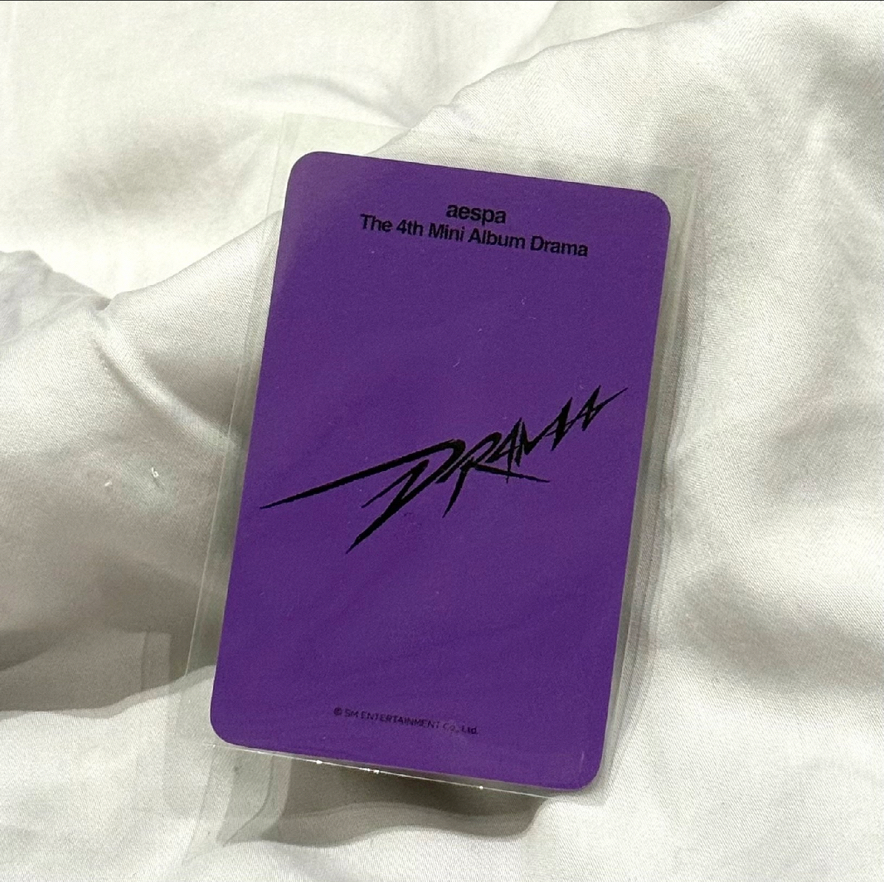 aespa
The 4th Mini Album Drama
DRAMA
© SM ENTERTAINMENT Co., Ltd.